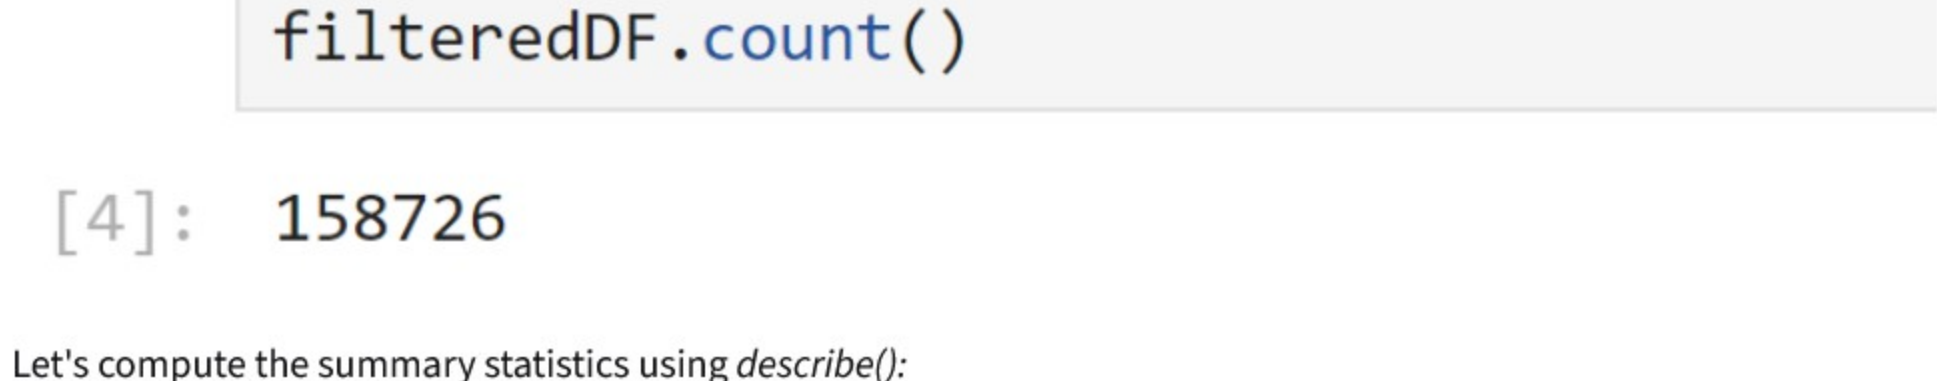 filteredDF.count()
[4]: 158726
Let's compute the summary statistics using describe():